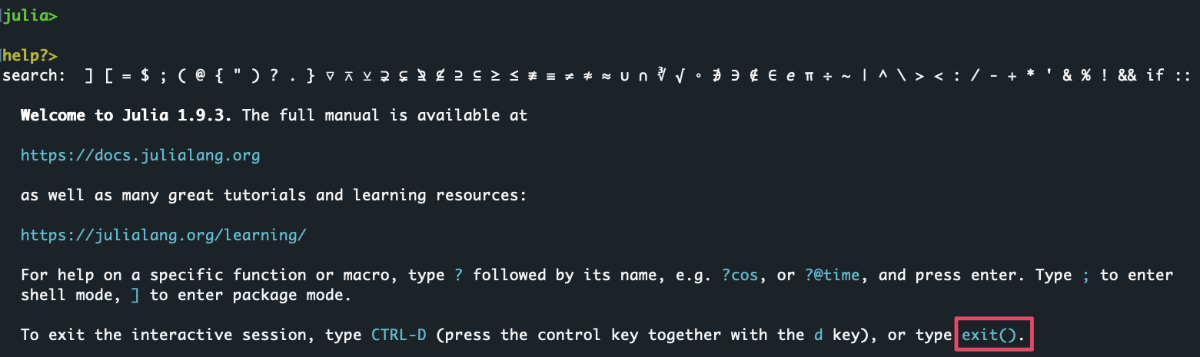 julia>
help?>
search: ] [ = $ ; ( @ { " ) ? . } ⊽ ⊼ ⊻ ⊋ ⊊ ⊉ ⊈ ⊇ ⊆ ≥ ≤ ≢ ≡ ≠ ≉ ≈ ∪ ∩ ∛ √ ∘ ∌ ∋ ∉ ∈ ℯ π ÷ ~ | ^ \ > < : / - + * ' & % ! && if ::
Welcome to Julia 1.9.3. The full manual is available at
https://docs.julialang.org
as well as many great tutorials and learning resources:
https://julialang.org/learning/
For help on a specific function or macro, type ? followed by its name, e.g. ?cos, or ?@time, and press enter. Type ; to enter
shell mode, ] to enter package mode.
To exit the interactive session, type CTRL-D (press the control key together with the d key), or type exit().